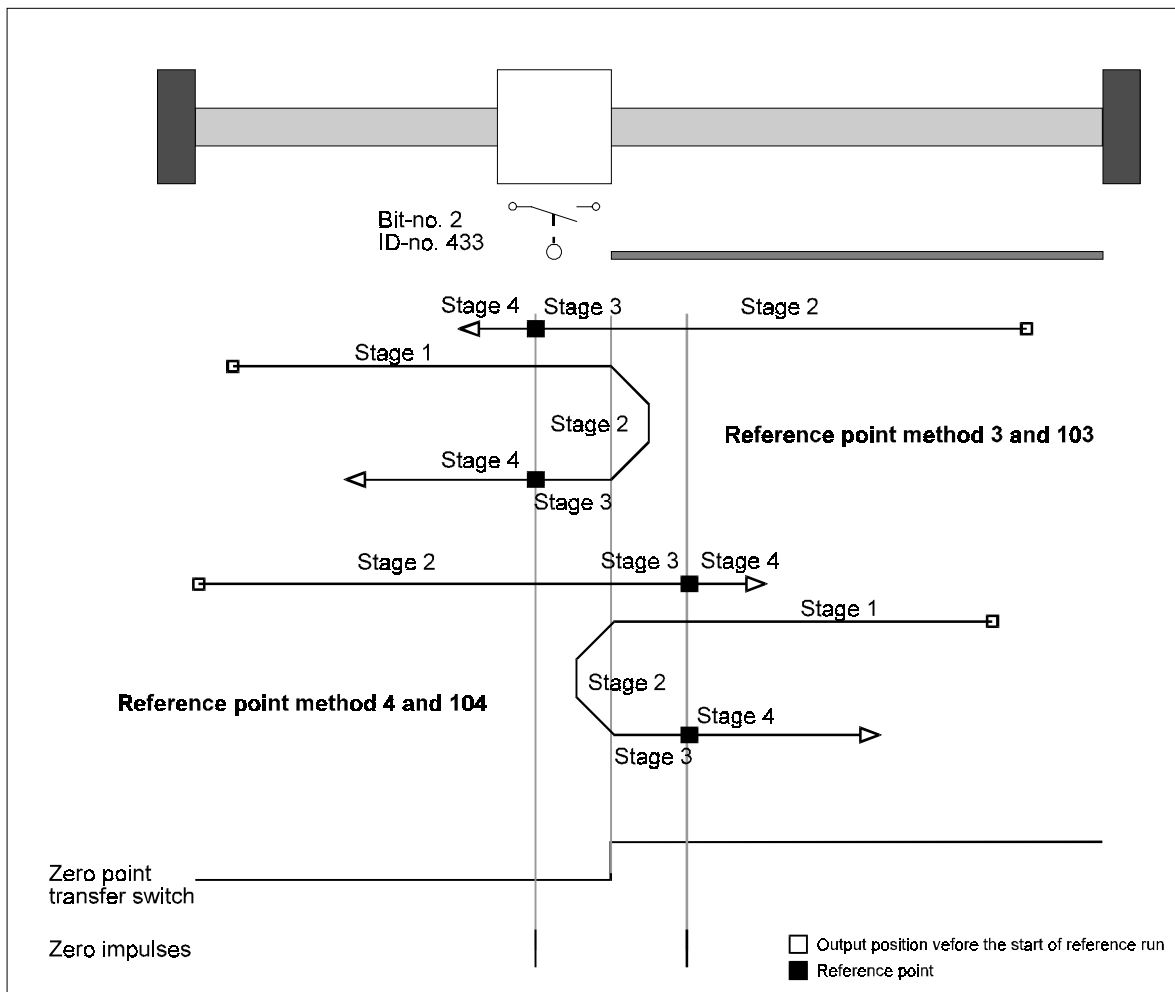 Bit-no. 2
ID-no. 433
Stage 4
Stage 3
Stage 2
Stage 1
Stage 2
Reference point method 3 and 103
Stage 4
Stage 3
Stage 2
Stage 3
Stage 4
Stage 1
Stage 2
Reference point method 4 and 104
Stage 4
Stage 3
Zero point
transfer switch
Zero impulses
Output position vefore the start of reference run
Reference point